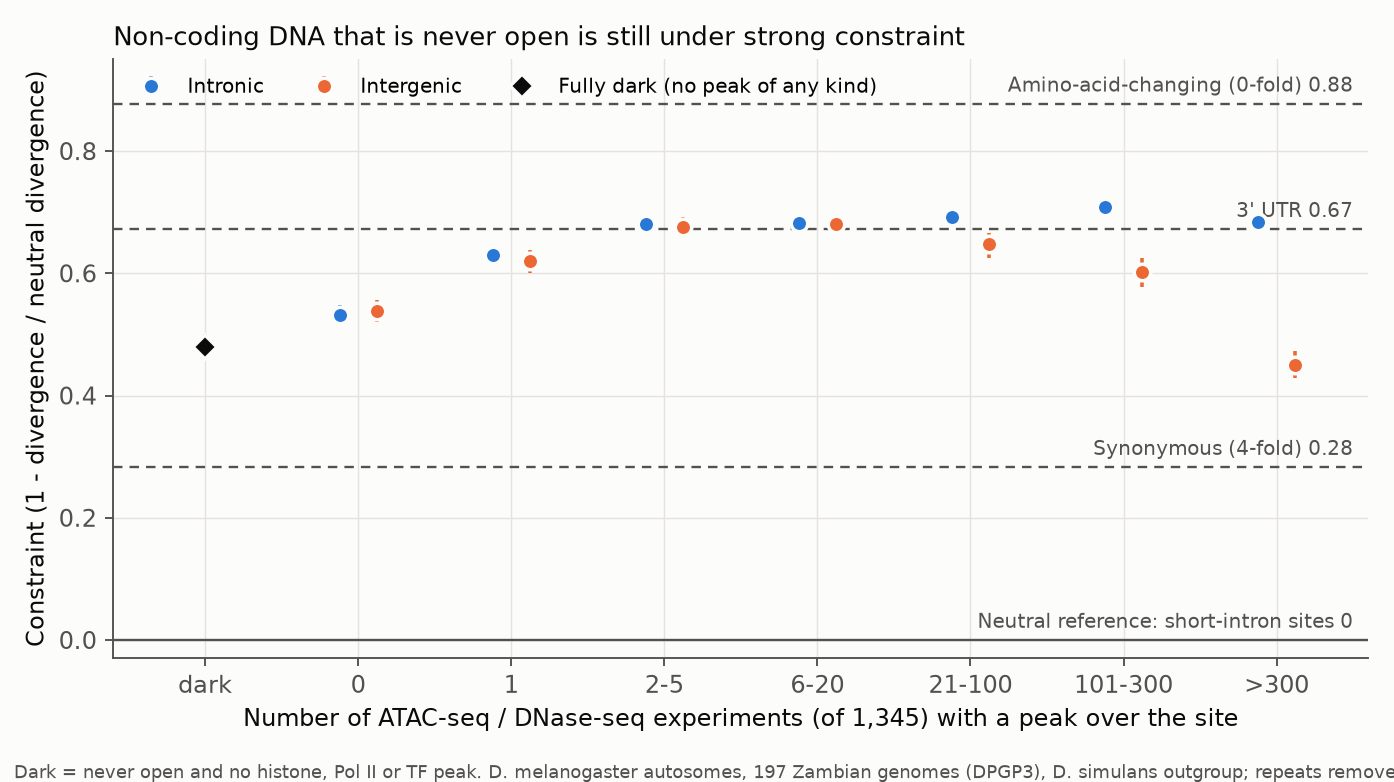 Non-coding DNA that is never open is still under strong constraint
Intronic
Intergenic
Fully dark (no peak of any kind)
Amino-acid-changing (0-fold) 0.88
3' UTR 0.67
Synonymous (4-fold) 0.28
Neutral reference: short-intron sites 0
Constraint (1 - divergence / neutral divergence)
0.8
0.6
0.4
0.2
0.0
dark 0 1 2-5 6-20 21-100 101-300 >300
Number of ATAC-seq / DNase-seq experiments (of 1,345) with a peak over the site
Dark = never open and no histone, Pol II or TF peak. D. melanogaster autosomes, 197 Zambian genomes (DPGP3), D. simulans outgroup; repeats remove